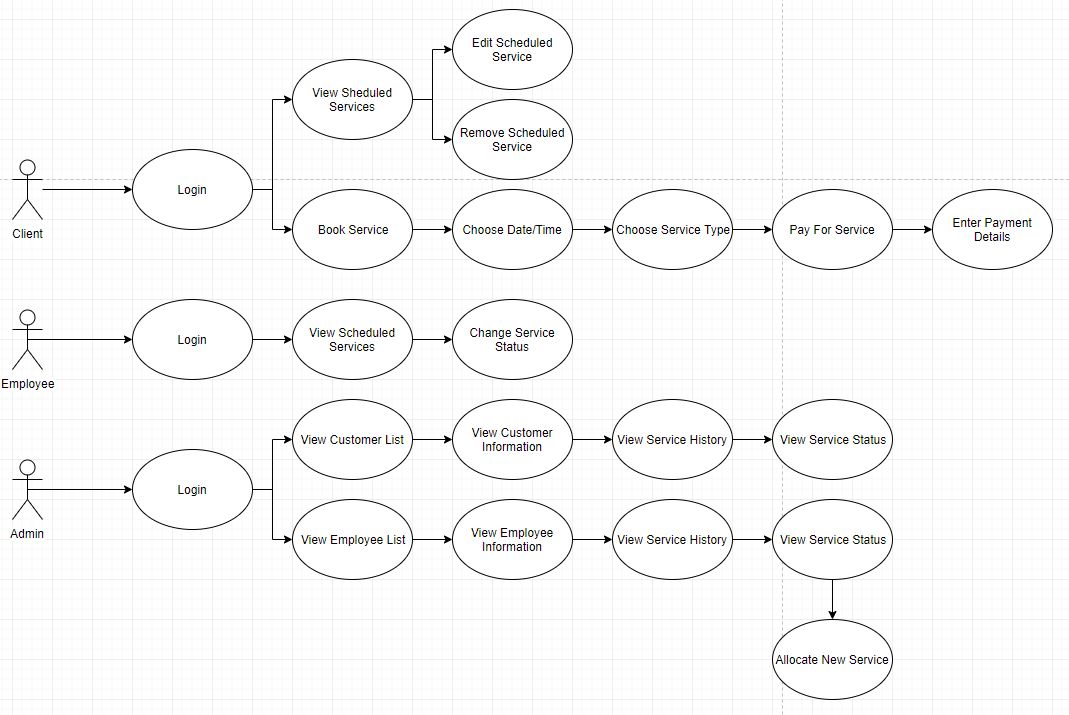 Edit Scheduled
Service
View Sheduled
Services
Remove Scheduled
Service
Login
Client
Book Service
Choose Date/Time
Choose Service Type
Pay For Service
Enter Payment
Details
Login
View Scheduled
Services
Change Service
Status
Employee
View Customer List
View Customer
Information
View Service History
View Service Status
Login
Admin
View Employee List
View Employee
Information
View Service History
View Service Status
Allocate New Service